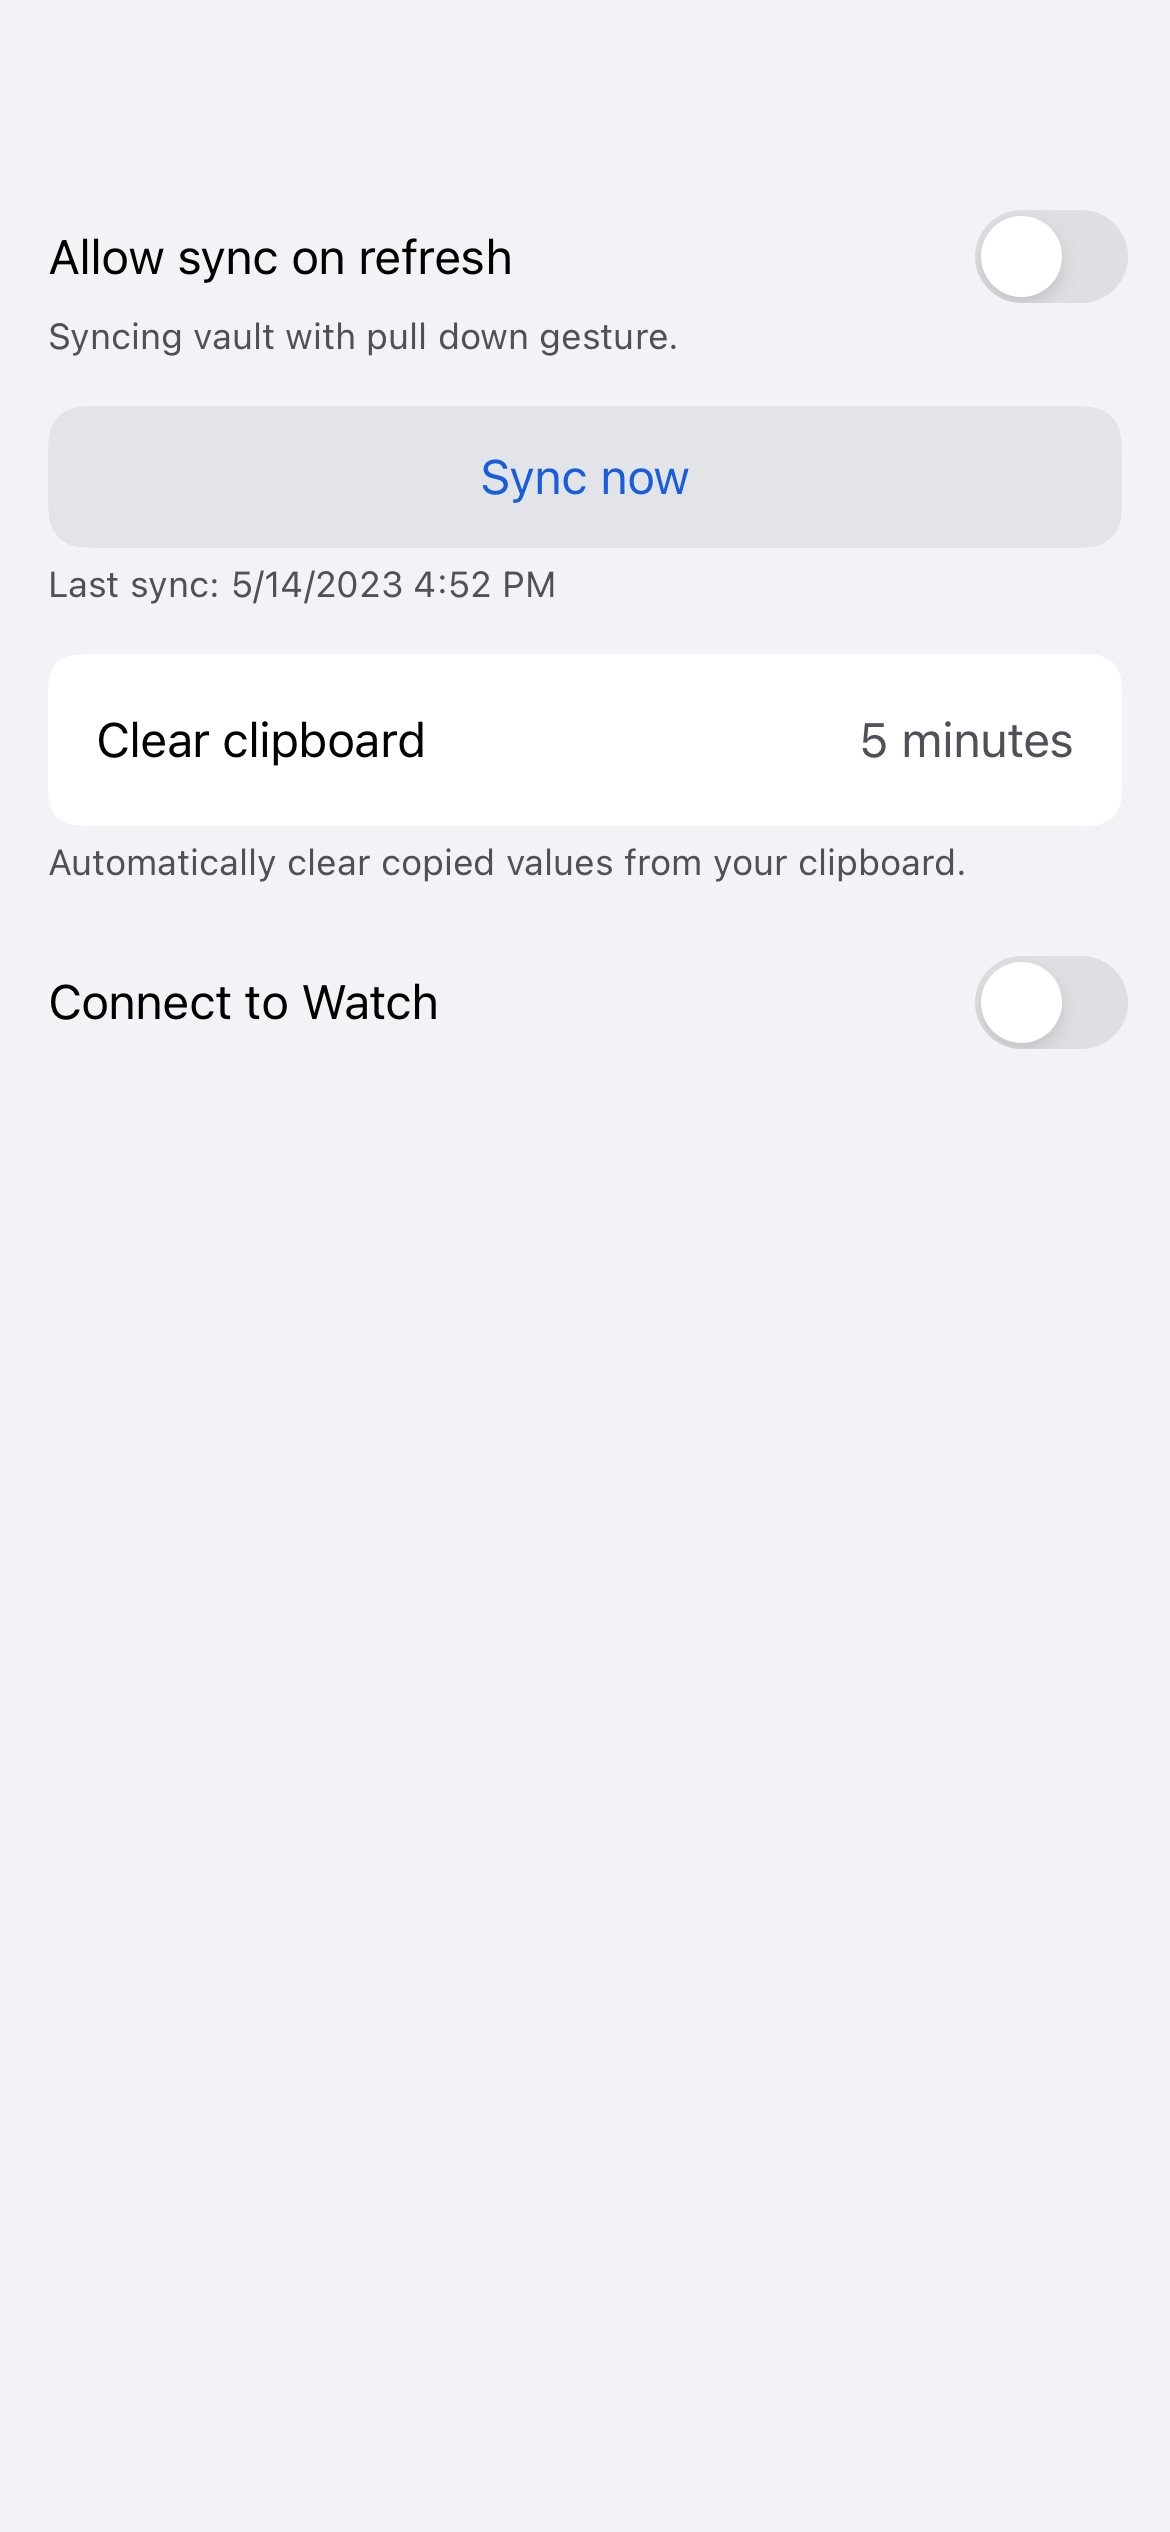 Allow sync on refresh
Syncing vault with pull down gesture.
Sync now
Last sync: 5/14/2023 4:52 PM
Clear clipboard 5 minutes
Automatically clear copied values from your clipboard.
Connect to Watch